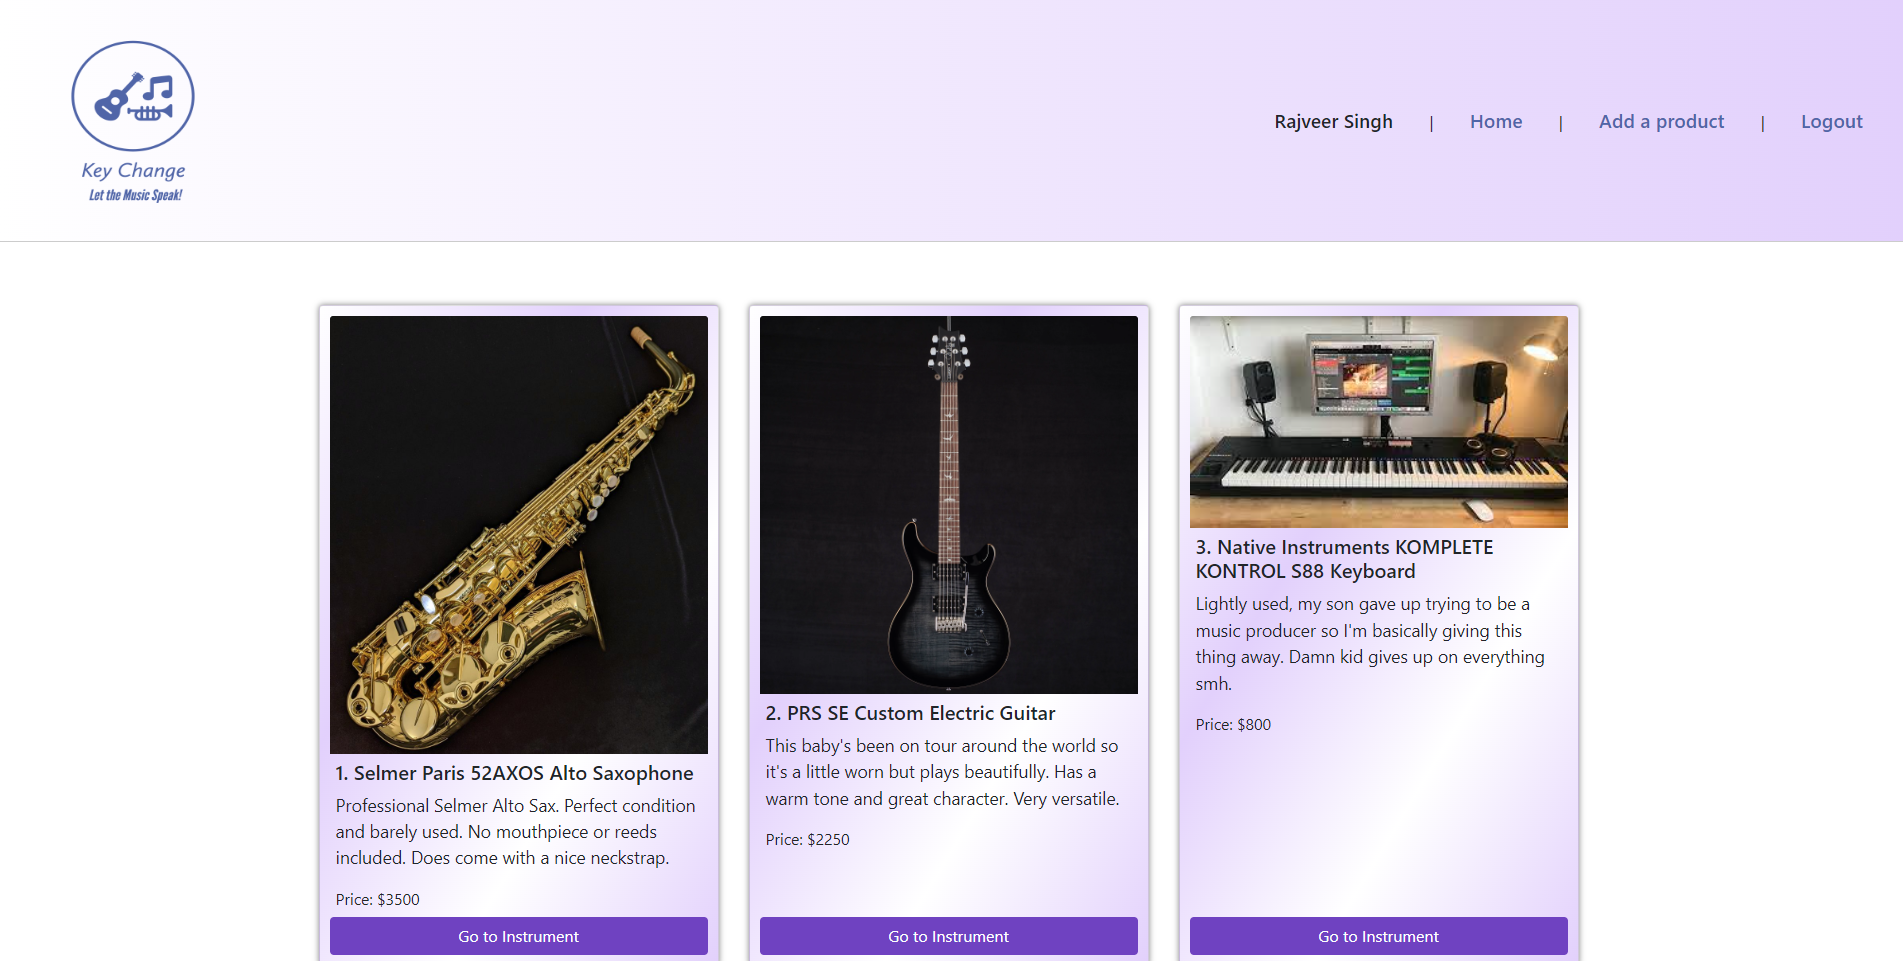 Key Change
Let the Music Speak!
Rajveer Singh | Home | Add a product | Logout
1. Selmer Paris 52AXOS Alto Saxophone
Professional Selmer Alto Sax. Perfect condition
and barely used. No mouthpiece or reeds
included. Does come with a nice neckstrap.
Price: $3500
Go to Instrument
2. PRS SE Custom Electric Guitar
This baby's been on tour around the world so
it's a little worn but plays beautifully. Has a
warm tone and great character. Very versatile.
Price: $2250
Go to Instrument
3. Native Instruments KOMPLETE
KONTROL S88 Keyboard
Lightly used, my son gave up trying to be a
music producer so I'm basically giving this
thing away. Damn kid gives up on everything
smh.
Price: $800
Go to Instrument